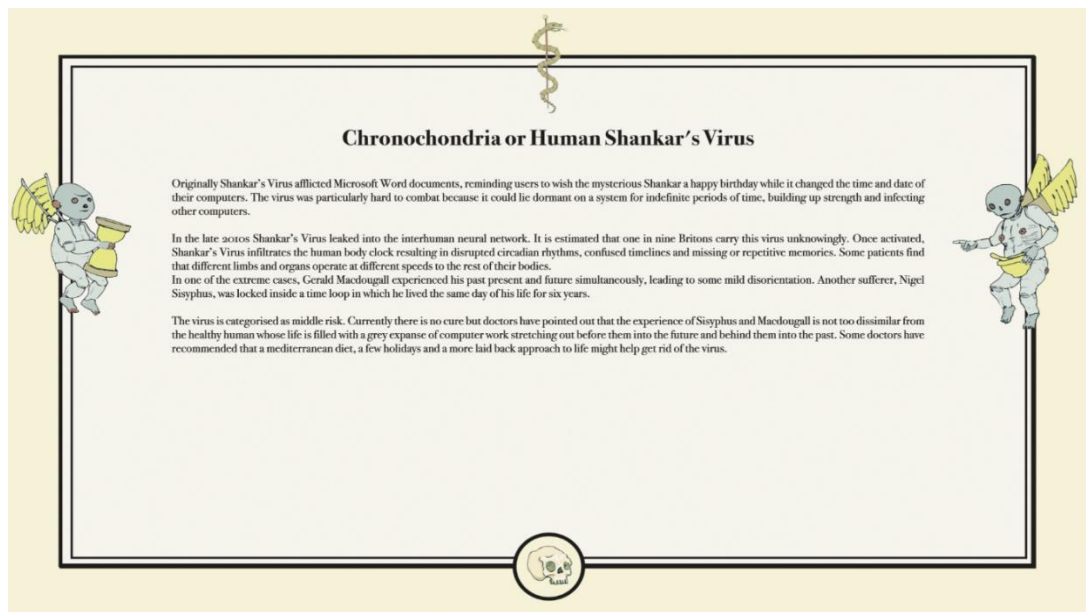 Chronochondria or Human Shankar's Virus
Originally Shankar's Virus afflicted Microsoft Word documents, reminding users to wish the mysterious Shankar a happy birthday while it changed the time and date of
their computers. The virus was particularly hard to combat because it could lie dormant on a system for indefinite periods of time, building up strength and infecting
other computers.
In the late 2010s Shankar's Virus leaked into the interhuman neural network. It is estimated that one in nine Britons carry this virus unknowingly. Once activated,
Shankar's Virus infiltrates the human body clock resulting in disrupted circadian rhythms, confused timelines and missing or repetitive memories. Some patients find
that different limbs and organs operate at different speeds to the rest of their bodies.
In one of the extreme cases, Gerald Macdougall experienced his past present and future simultaneously, leading to some mild disorientation. Another sufferer, Nigel
Sisyphus, was locked inside a time loop in which he lived the same day of his life for six years.
The virus is categorised as middle risk. Currently there is no cure but doctors have pointed out that the experience of Sisyphus and Macdougall is not too dissimilar from
the healthy human whose life is filled with a grey expanse of computer work stretching out before them into the future and behind them into the past. Some doctors have
recommended that a mediterranean diet, a few holidays and a more laid back approach to life might help get rid of the virus.